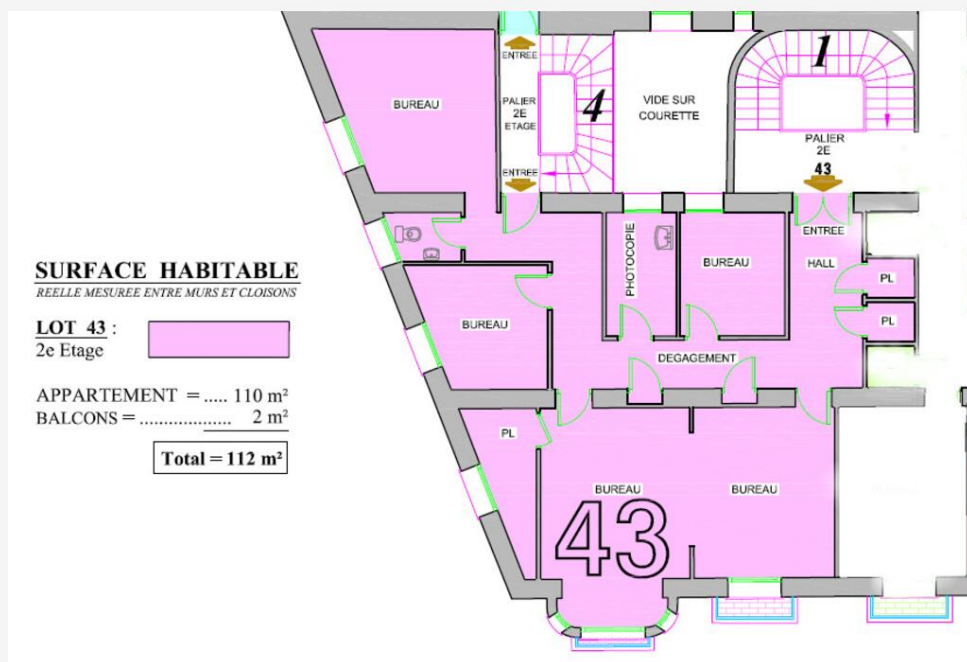 BUREAU
ENTREE
PALIER
2E
ETAGE
4
ENTREE
VIDE SUR
COURETTE
1
PALIER
2E
43
ENTREE
HALL
PL
PL
PHOTOCOPIE
BUREAU
BUREAU
DEGAGEMENT
PL
BUREAU
BUREAU
43
SURFACE HABITABLE
REELLE MESUREE ENTRE MURS ET CLOISONS
LOT 43 :
2e Etage
APPARTEMENT = ..... 110 m²
BALCONS = ................... 2 m²
Total = 112 m²